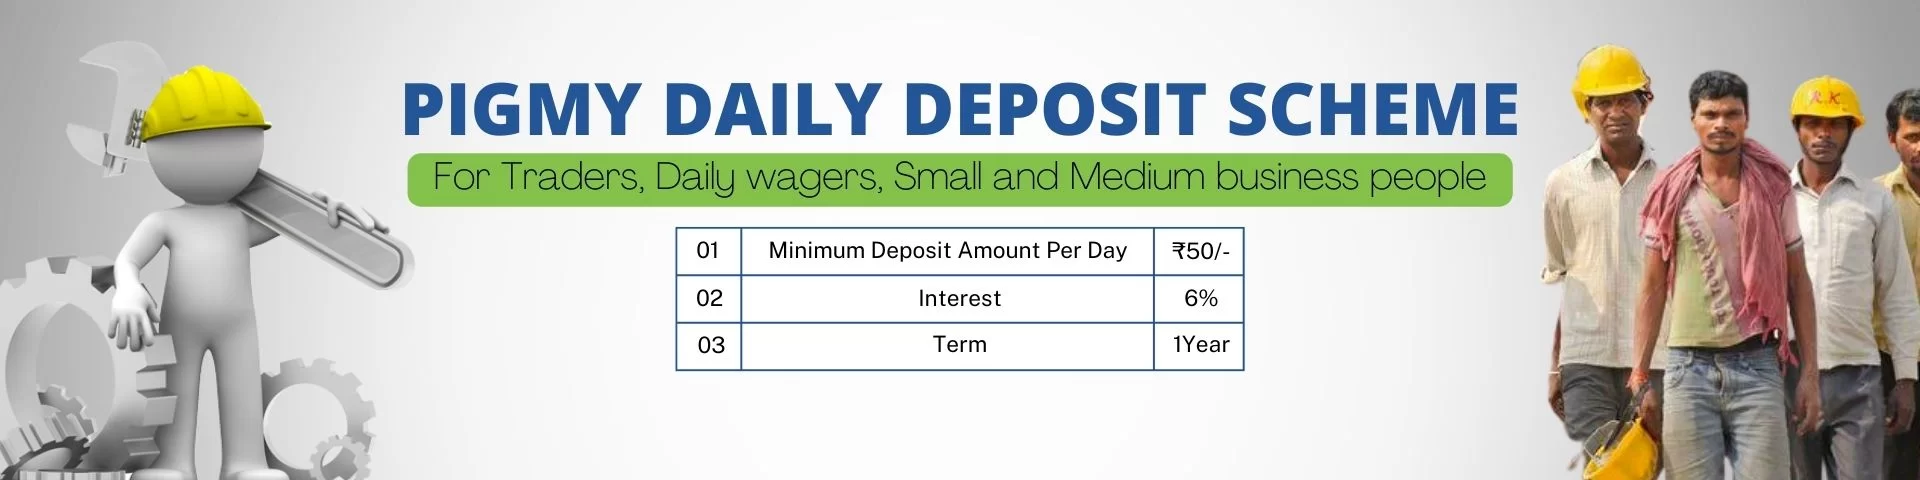 PIGMY DAILY DEPOSIT SCHEME
For Traders, Daily wagers, Small and Medium business people
01 Minimum Deposit Amount Per Day ₹50/-
02 Interest 6%
03 Term 1Year